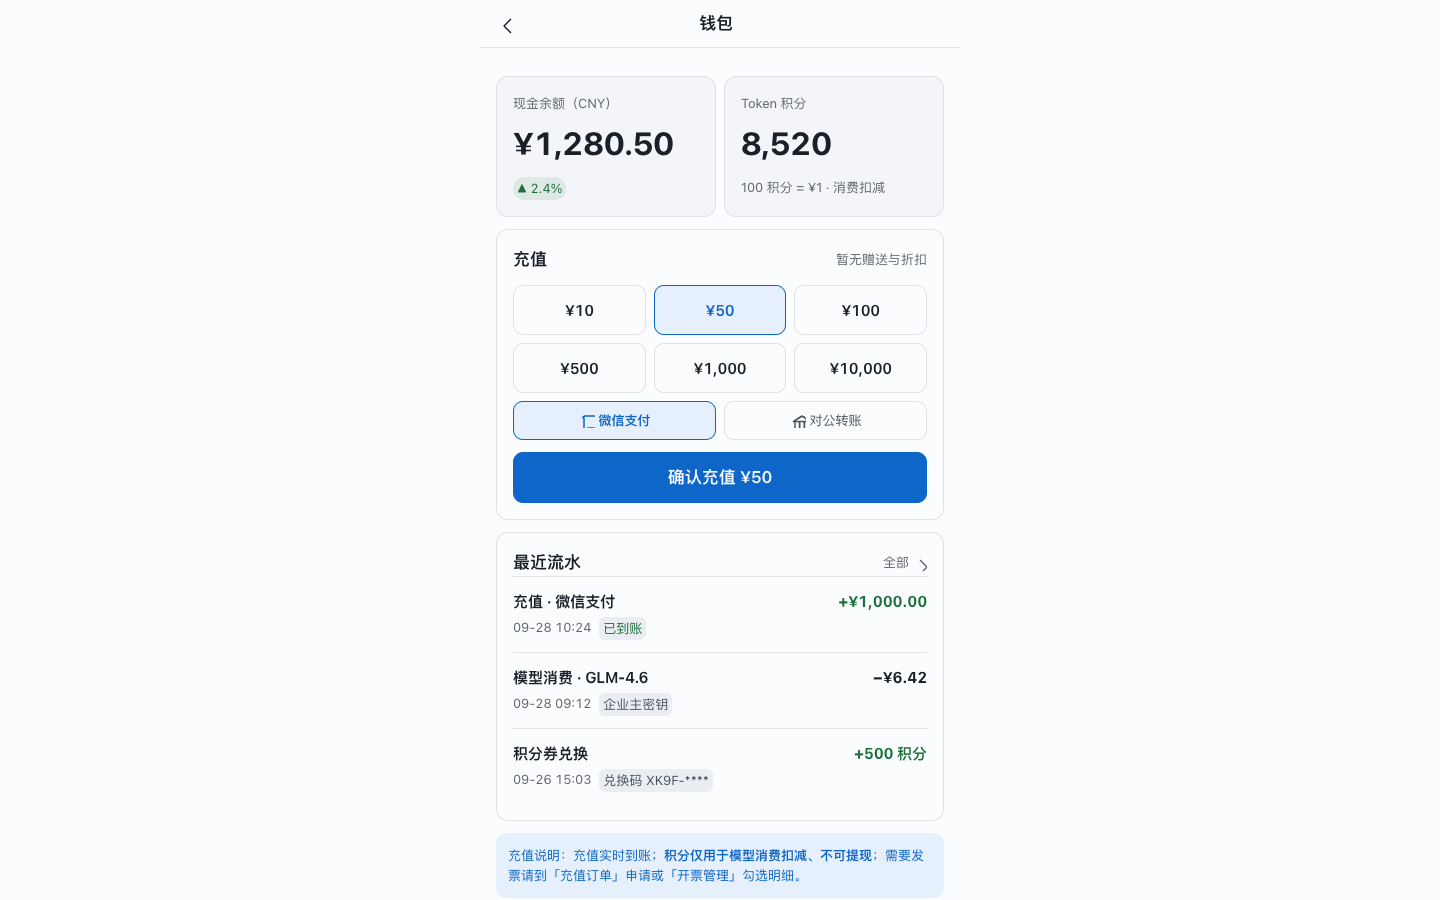 钱包
现金余额（CNY）
¥1,280.50
▲ 2.4%
Token 积分
8,520
100 积分 = ¥1 · 消费扣减
充值
暂无赠送与折扣
¥10
¥50
¥100
¥500
¥1,000
¥10,000
微信支付
对公转账
确认充值 ¥50
最近流水
全部
充值 · 微信支付
+¥1,000.00
09-28 10:24 已到账
模型消费 · GLM-4.6
−¥6.42
09-28 09:12 企业主密钥
积分券兑换
+500 积分
09-26 15:03 兑换码 XK9F-****
充值说明：充值实时到账；积分仅用于模型消费扣减、不可提现；需要发
票请到「充值订单」申请或「开票管理」勾选明细。